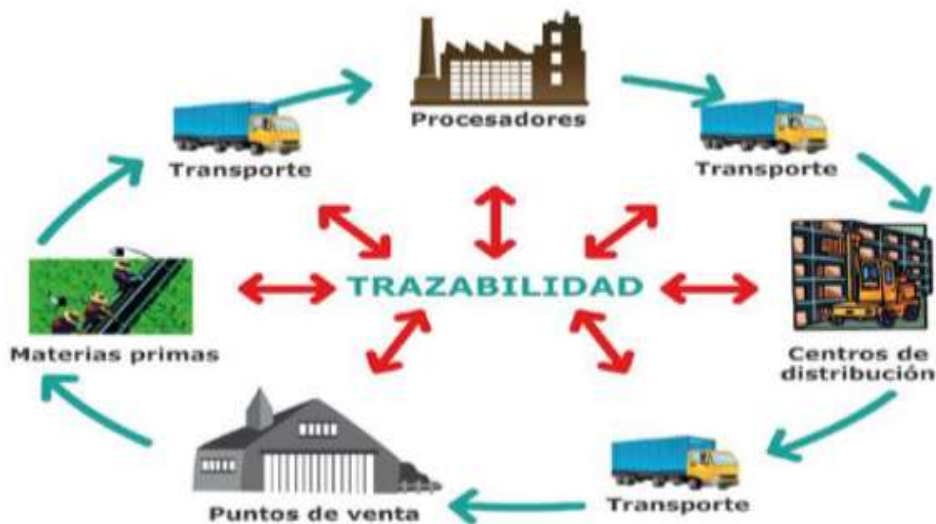 Procesadores
Transporte
Transporte
TRAZABILIDAD
Materias primas
Centros de
distribución
Transporte
Puntos de venta